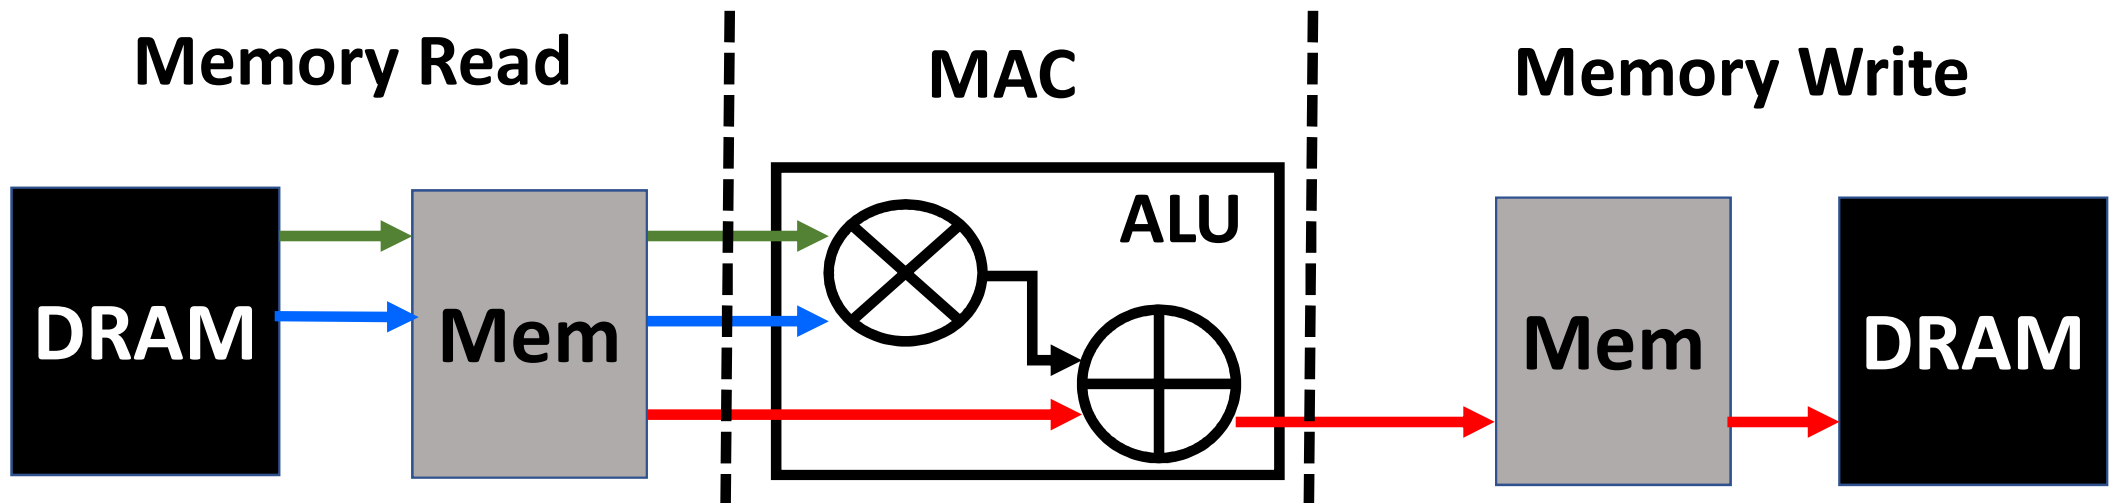 Memory Read
MAC
Memory Write
DRAM
Mem
ALU
Mem
DRAM